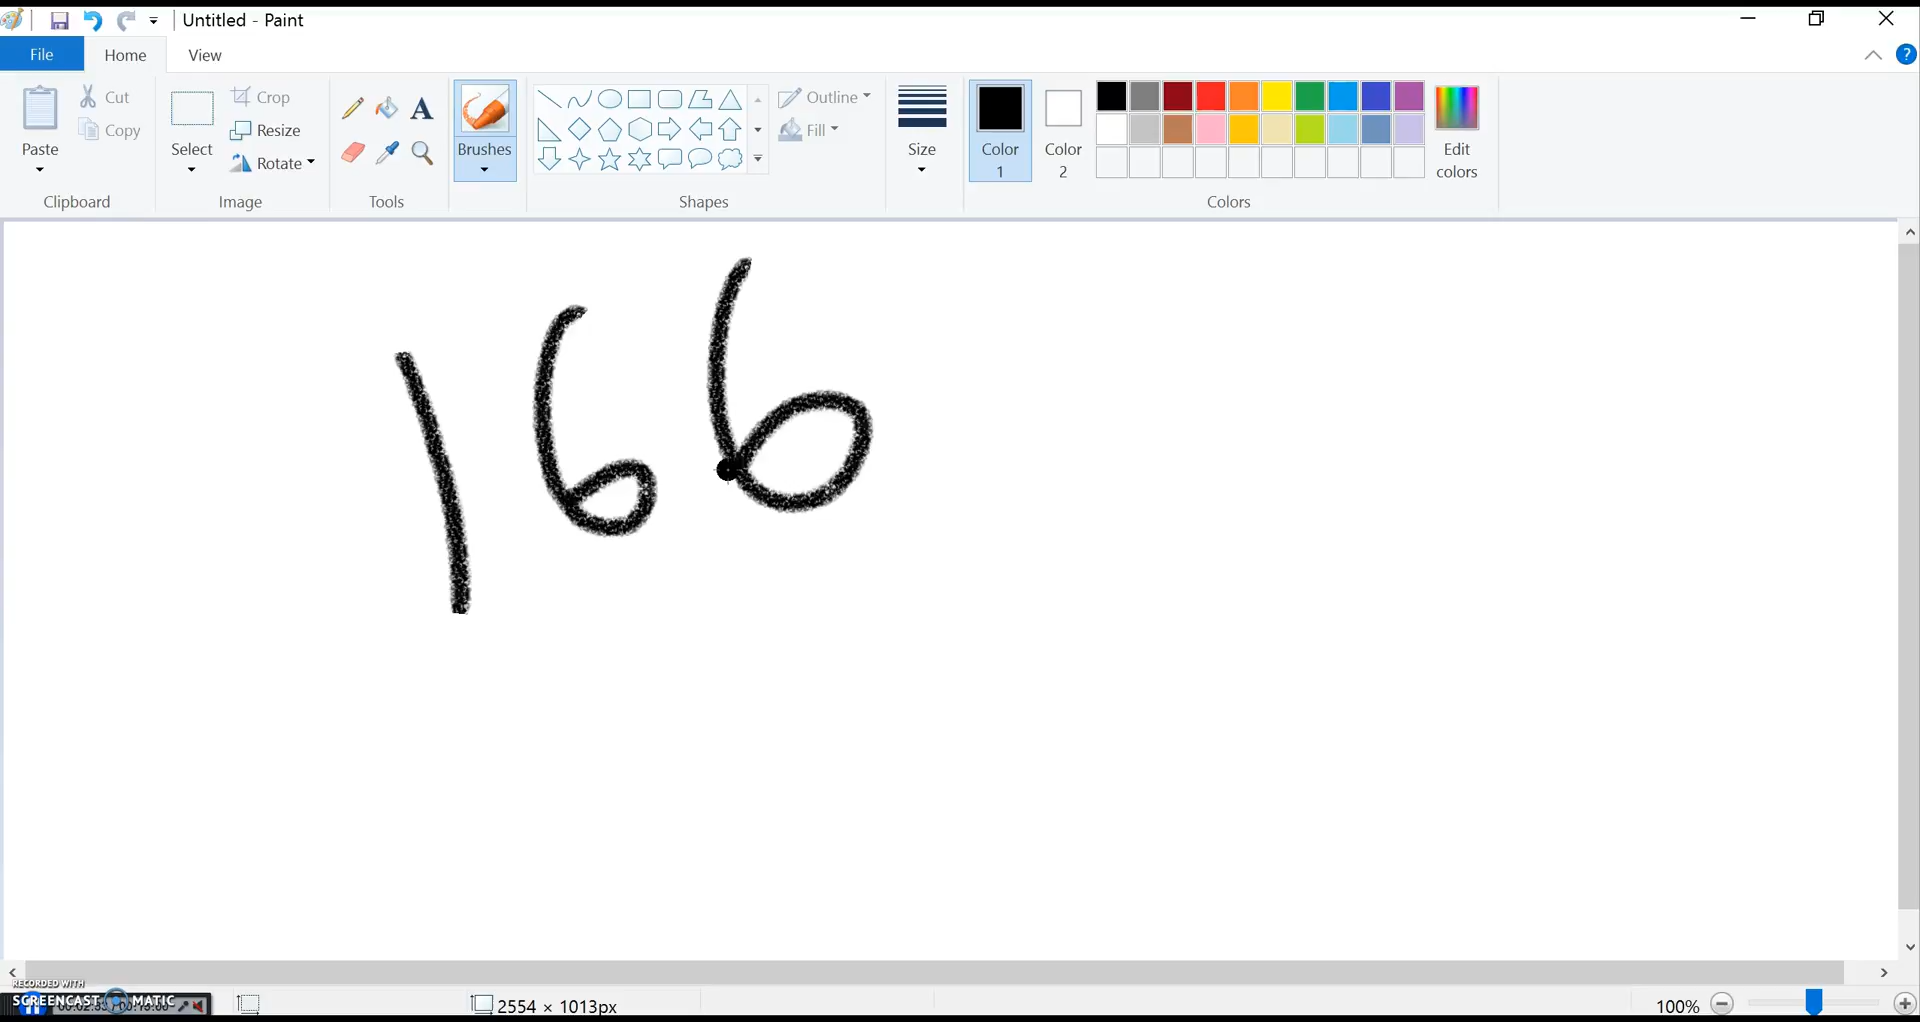 Untitled - Paint
File Home View
Paste Cut Copy Clipboard
Select Crop Resize Rotate Image
Tools
Brushes
Shapes Outline Fill
Size
Color 1 Color 2 Edit colors Colors
166
RECORDED WITH
SCREENCAST MATIC
2554 × 1013px 100%